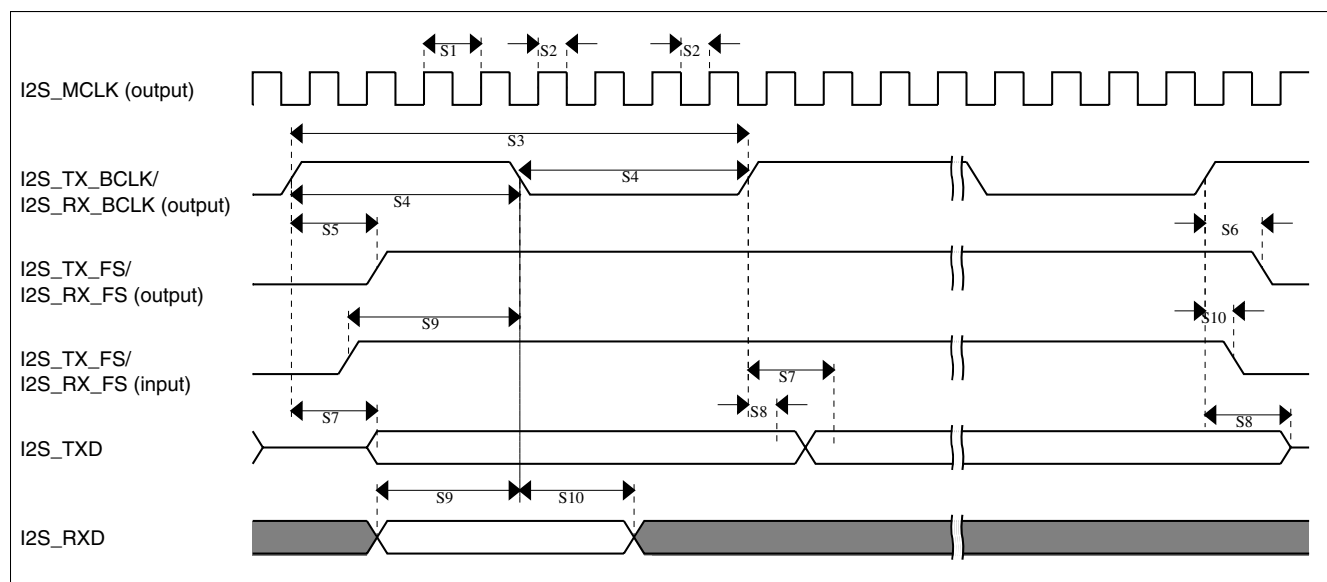 S1
S2
S2
I2S_MCLK (output)
S3
I2S_TX_BCLK/
I2S_RX_BCLK (output)
S4
S4
S5
S6
I2S_TX_FS/
I2S_RX_FS (output)
S9
S10
I2S_TX_FS/
I2S_RX_FS (input)
S7
S7
S8
S8
I2S_TXD
S9
S10
I2S_RXD